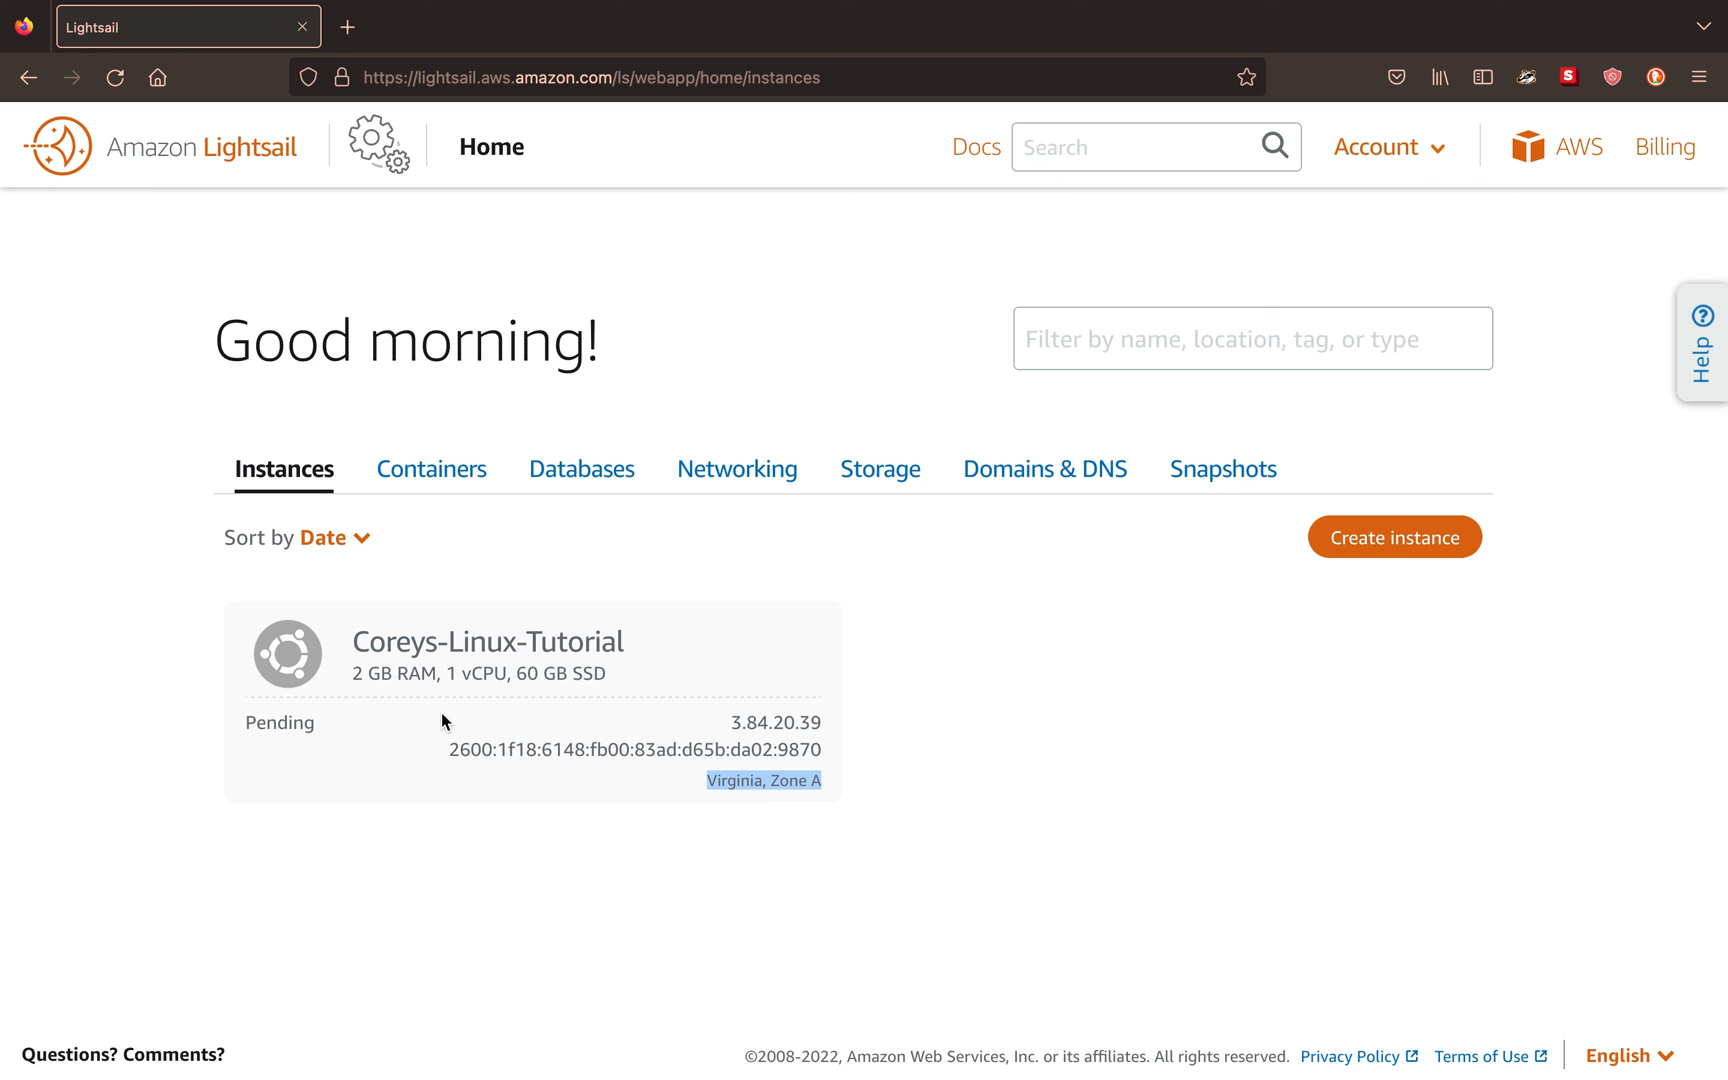 Lightsail
https://lightsail.aws.amazon.com/ls/webapp/home/instances
S
Amazon Lightsail
Home
Docs
Search
Account
AWS
Billing
Good morning!
Filter by name, location, tag, or type
Help
Instances
Containers
Databases
Networking
Storage
Domains & DNS
Snapshots
Sort by Date
Create instance
Coreys-Linux-Tutorial
2 GB RAM, 1 vCPU, 60 GB SSD
Pending
3.84.20.39
2600:1f18:6148:fb00:83ad:d65b:da02:9870
Virginia, Zone A
Questions? Comments?
©2008-2022, Amazon Web Services, Inc. or its affiliates. All rights reserved.
Privacy Policy
Terms of Use
English